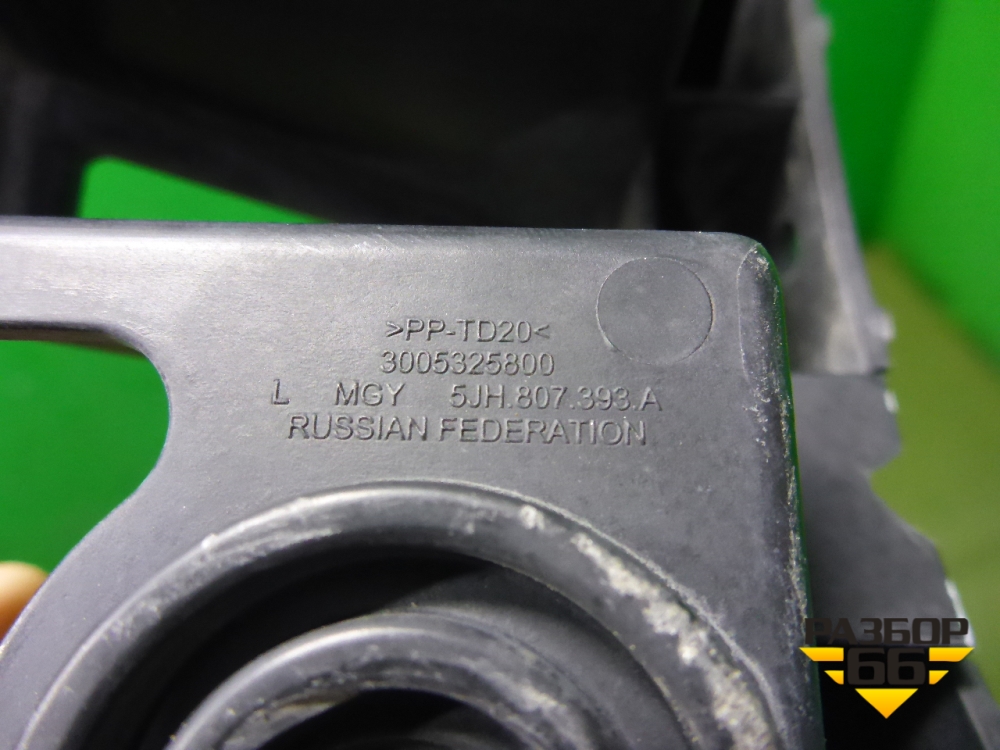 >PP-TD20<
3005325800
L MGY 5JH.807.393.A
RUSSIAN FEDERATION
РАЗБОР
66